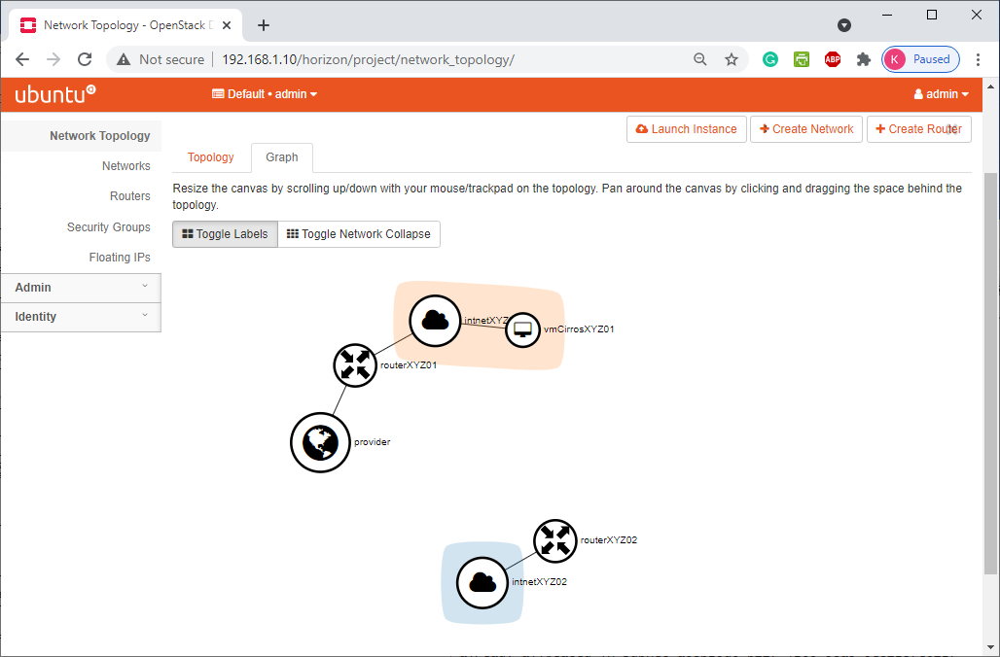 Network Topology - OpenStack D
Not secure
192.168.1.10/horizon/project/network_topology/
ABP
K
Paused
ubuntu
Default • admin
admin
Network Topology
Networks
Routers
Security Groups
Floating IPs
Admin
Identity
Launch Instance
Create Network
Create Router
Topology
Graph
Resize the canvas by scrolling up/down with your mouse/trackpad on the topology. Pan around the canvas by clicking and dragging the space behind the
topology.
Toggle Labels
Toggle Network Collapse
intnetXYZ
vmCirrosXYZ01
routerXYZ01
provider
routerXYZ02
intnetXYZ02